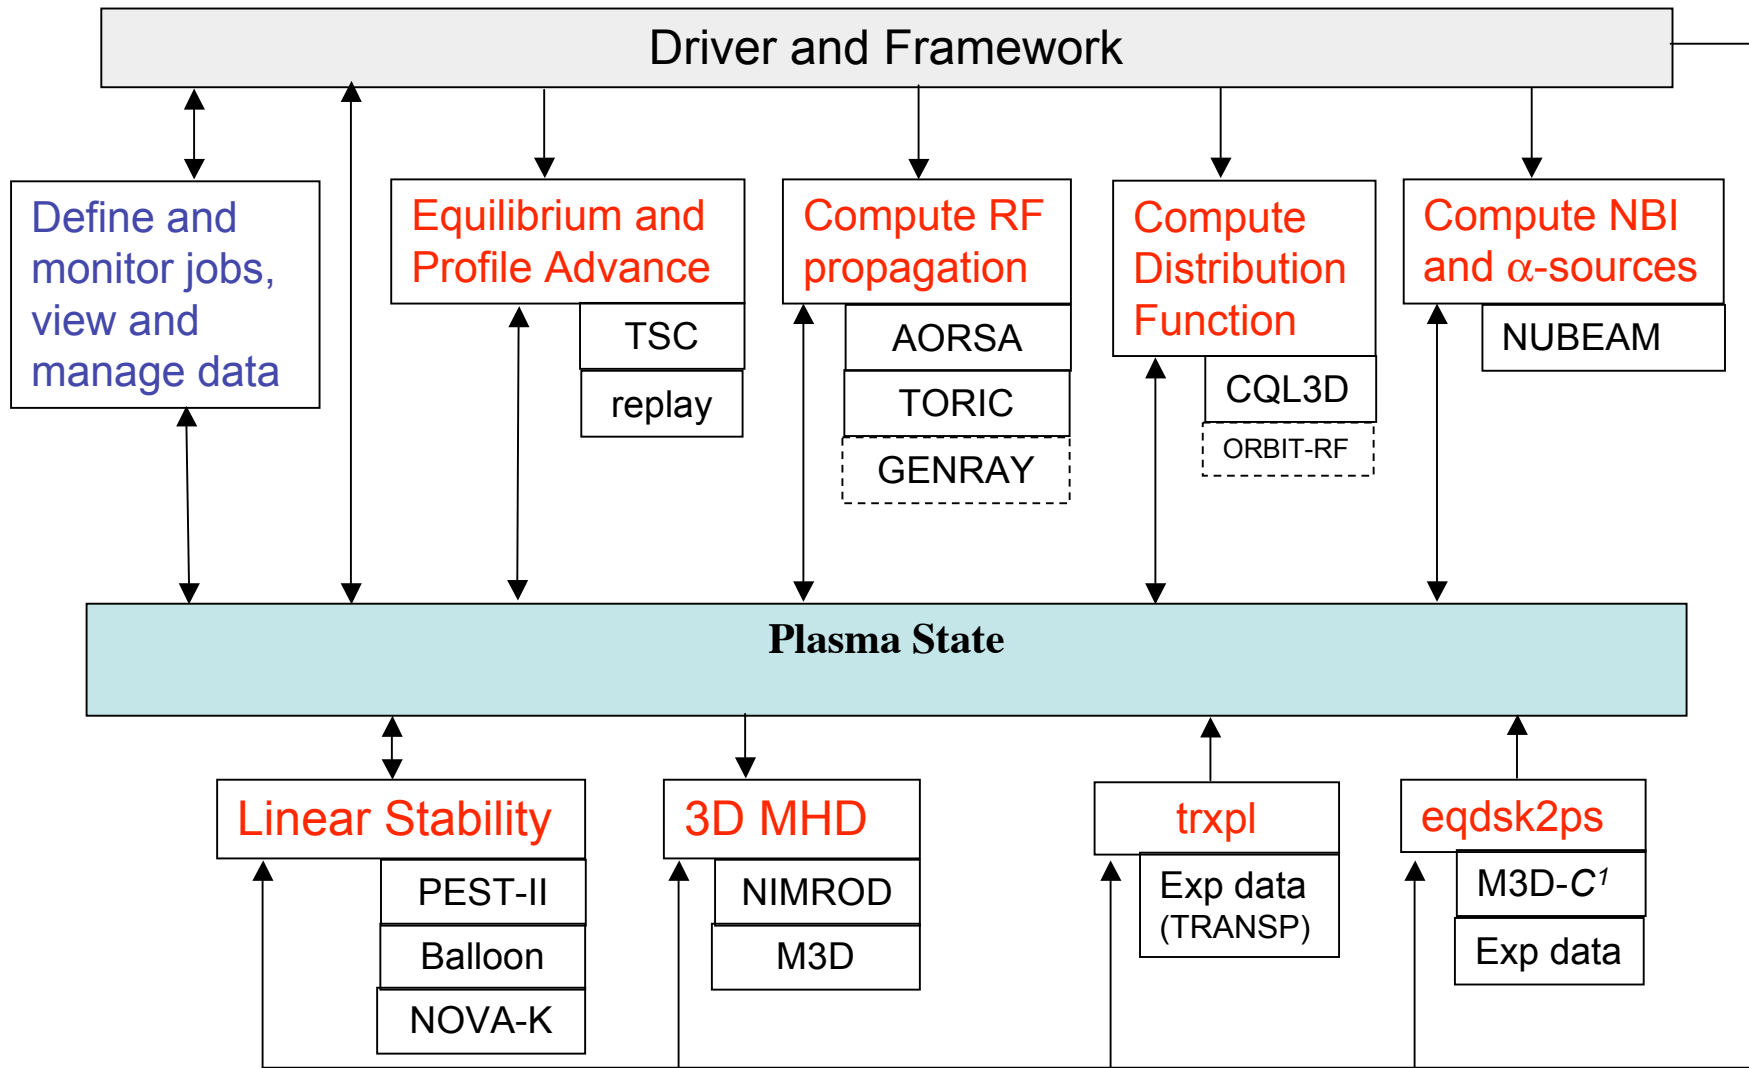 Driver and Framework
Define and
monitor jobs,
view and
manage data
Equilibrium and
Profile Advance
TSC
replay
Compute RF
propagation
AORSA
TORIC
GENRAY
Compute
Distribution
Function
CQL3D
ORBIT-RF
Compute NBI
and α-sources
NUBEAM
Plasma State
Linear Stability
PEST-II
Balloon
NOVA-K
3D MHD
NIMROD
M3D
trxpl
Exp data
(TRANSP)
eqdsk2ps
M3D-C¹
Exp data